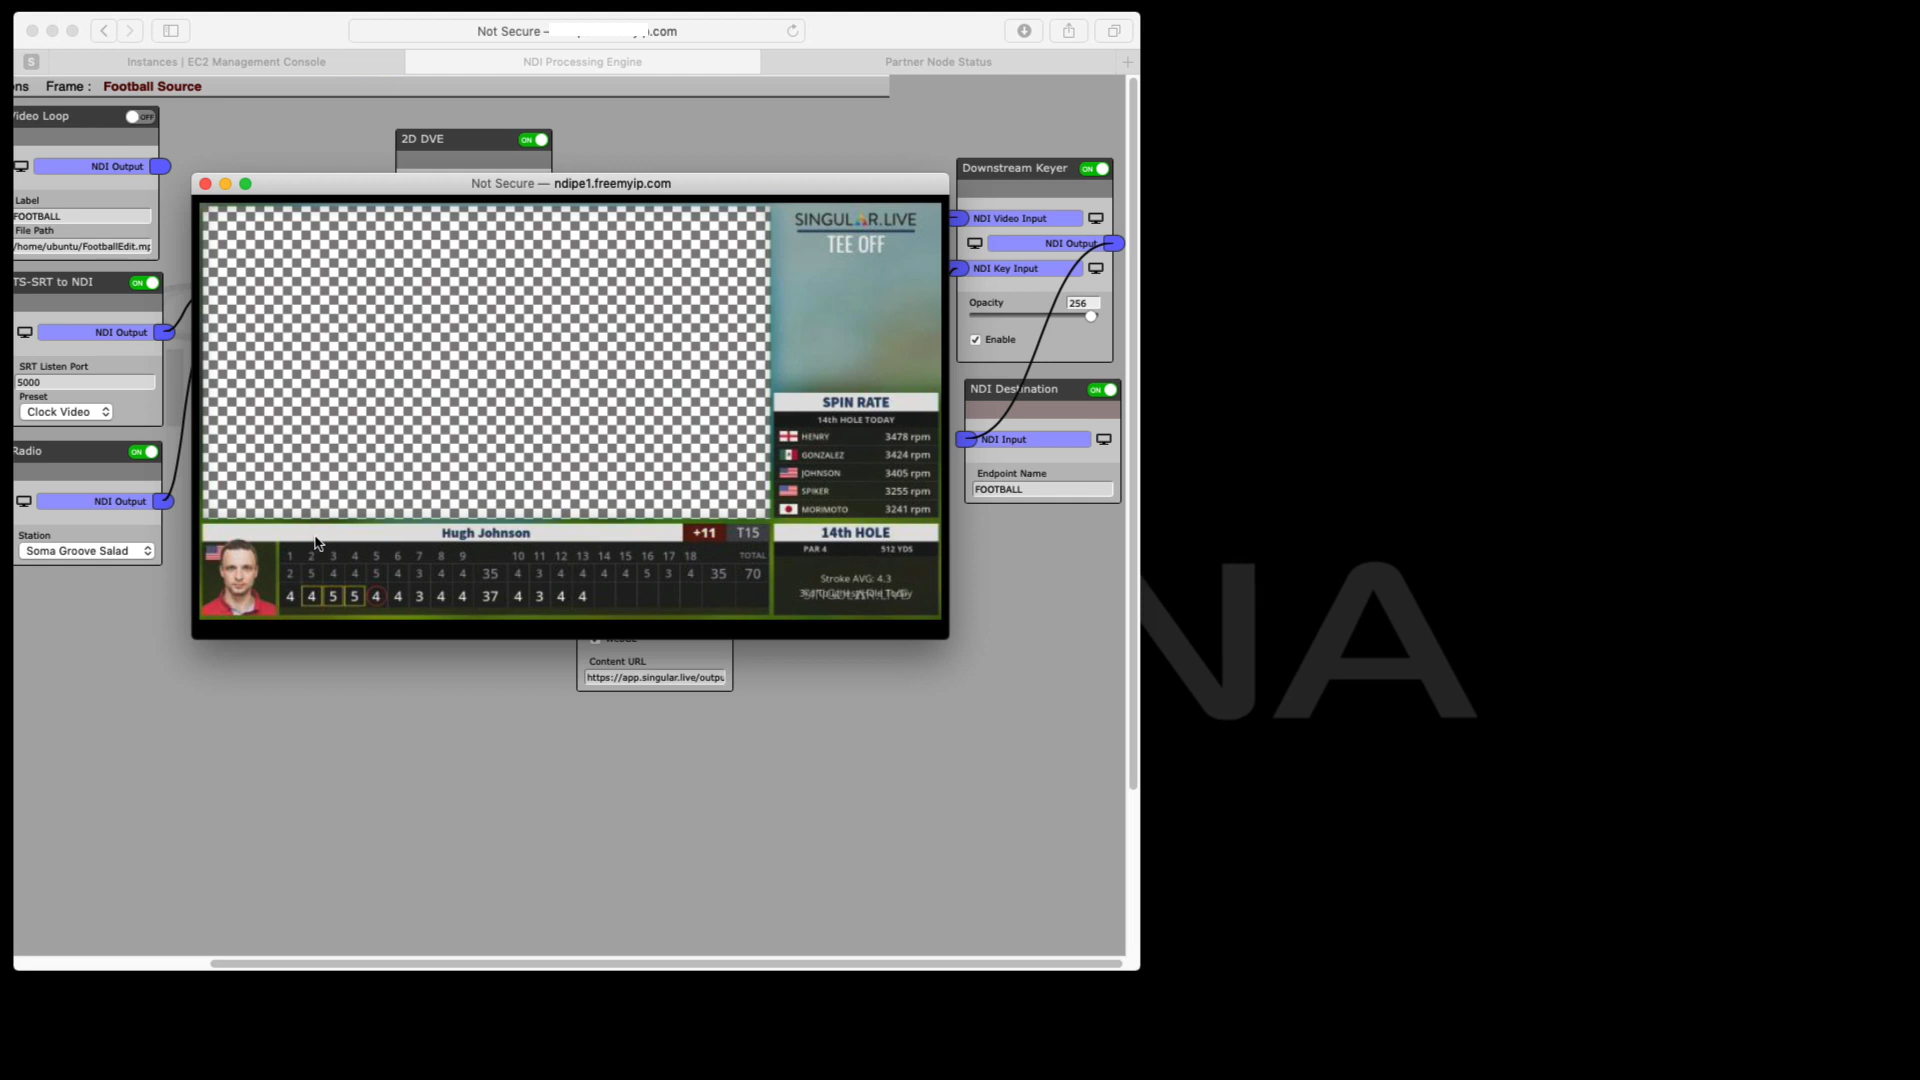 Not Secure — .com
S
Instances | EC2 Management Console
NDI Processing Engine
Partner Node Status
ns Frame : Football Source
Video Loop
OFF
NDI Output
Label
FOOTBALL
File Path
/home/ubuntu/FootballEdit.mp
TS-SRT to NDI
ON
NDI Output
SRT Listen Port
5000
Preset
Clock Video
Radio
ON
NDI Output
Station
Soma Groove Salad
2D DVE
ON
Not Secure — ndipe1.freemyip.com
SINGULAR.LIVE
TEE OFF
SPIN RATE
14th HOLE TODAY
HENRY 3478 rpm
GONZALEZ 3424 rpm
JOHNSON 3405 rpm
SPIKER 3255 rpm
MORIMOTO 3241 rpm
Hugh Johnson +11 T15
1 2 3 4 5 6 7 8 9 10 11 12 13 14 15 16 17 18 TOTAL
2 5 4 4 5 4 3 4 4 35 4 3 4 4 4 4 5 3 4 35 70
4 4 5 5 4 4 3 4 4 37 4 3 4 4
14th HOLE
PAR 4 512 YDS
Stroke AVG: 4.3
Content URL
https://app.singular.live/outpu
Downstream Keyer
ON
NDI Video Input
NDI Output
NDI Key Input
Opacity
256
Enable
NDI Destination
ON
NDI Input
Endpoint Name
FOOTBALL
NA